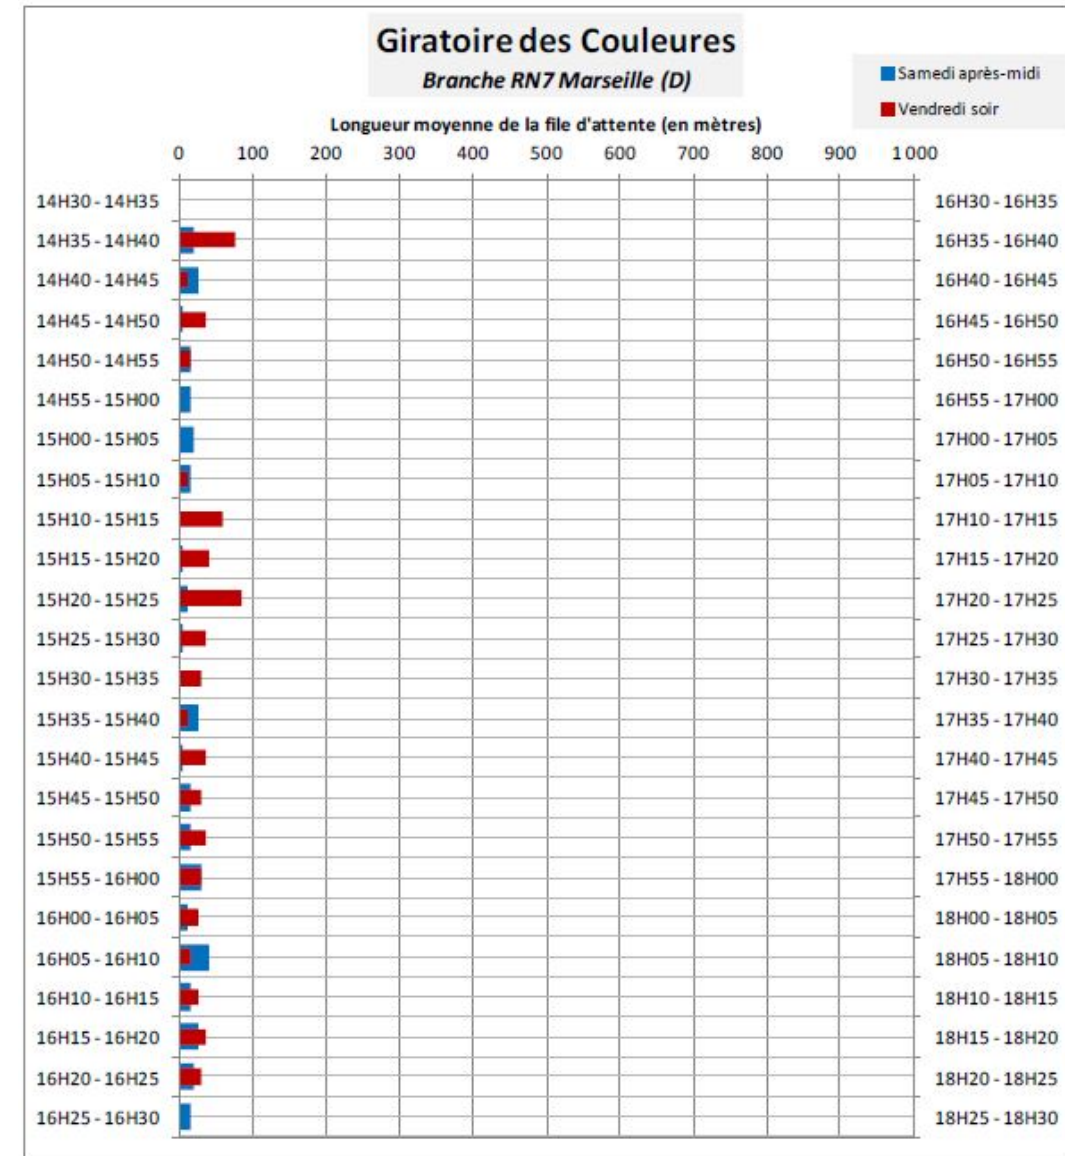 Giratoire des Couleures
Branche RN7 Marseille (D)
Samedi après-midi
Vendredi soir
Longueur moyenne de la file d'attente (en mètres)
0 100 200 300 400 500 600 700 800 900 1 000
14H30 - 14H35 16H30 - 16H35
14H35 - 14H40 16H35 - 16H40
14H40 - 14H45 16H40 - 16H45
14H45 - 14H50 16H45 - 16H50
14H50 - 14H55 16H50 - 16H55
14H55 - 15H00 16H55 - 17H00
15H00 - 15H05 17H00 - 17H05
15H05 - 15H10 17H05 - 17H10
15H10 - 15H15 17H10 - 17H15
15H15 - 15H20 17H15 - 17H20
15H20 - 15H25 17H20 - 17H25
15H25 - 15H30 17H25 - 17H30
15H30 - 15H35 17H30 - 17H35
15H35 - 15H40 17H35 - 17H40
15H40 - 15H45 17H40 - 17H45
15H45 - 15H50 17H45 - 17H50
15H50 - 15H55 17H50 - 17H55
15H55 - 16H00 17H55 - 18H00
16H00 - 16H05 18H00 - 18H05
16H05 - 16H10 18H05 - 18H10
16H10 - 16H15 18H10 - 18H15
16H15 - 16H20 18H15 - 18H20
16H20 - 16H25 18H20 - 18H25
16H25 - 16H30 18H25 - 18H30